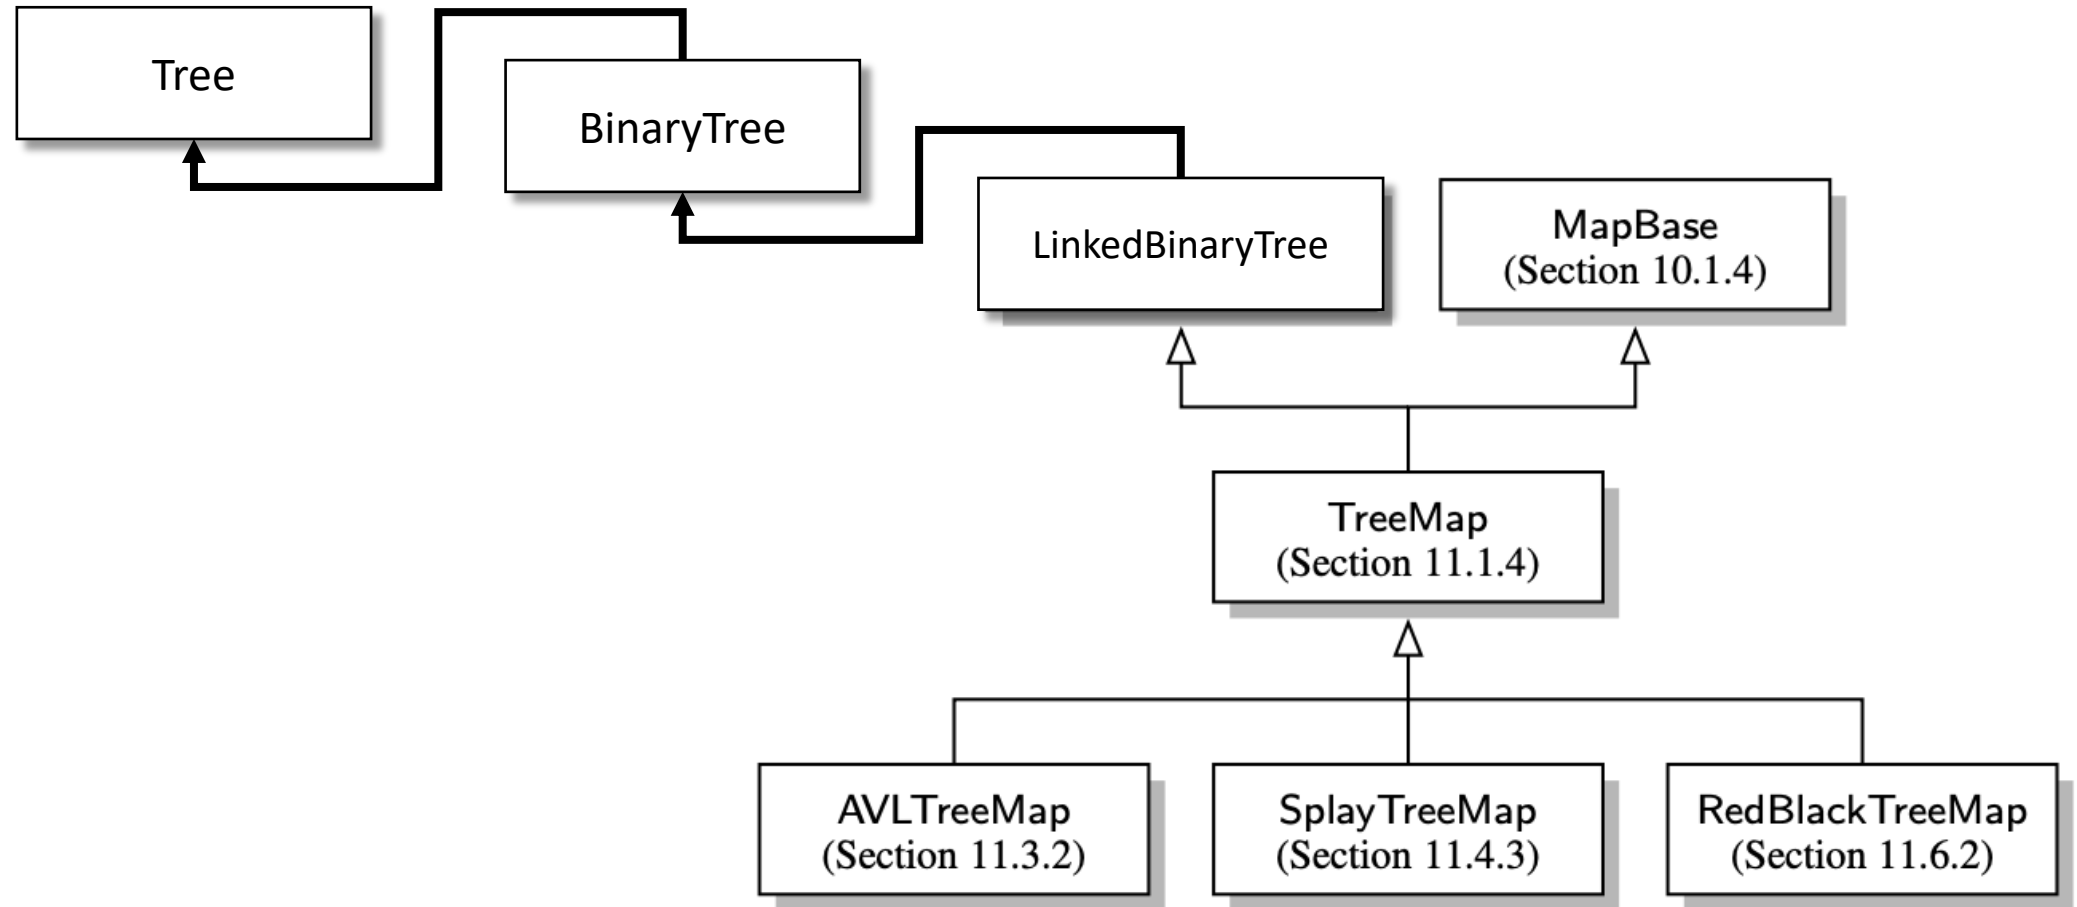 Tree
BinaryTree
LinkedBinaryTree
MapBase
(Section 10.1.4)
TreeMap
(Section 11.1.4)
AVLTreeMap
(Section 11.3.2)
SplayTreeMap
(Section 11.4.3)
RedBlackTreeMap
(Section 11.6.2)